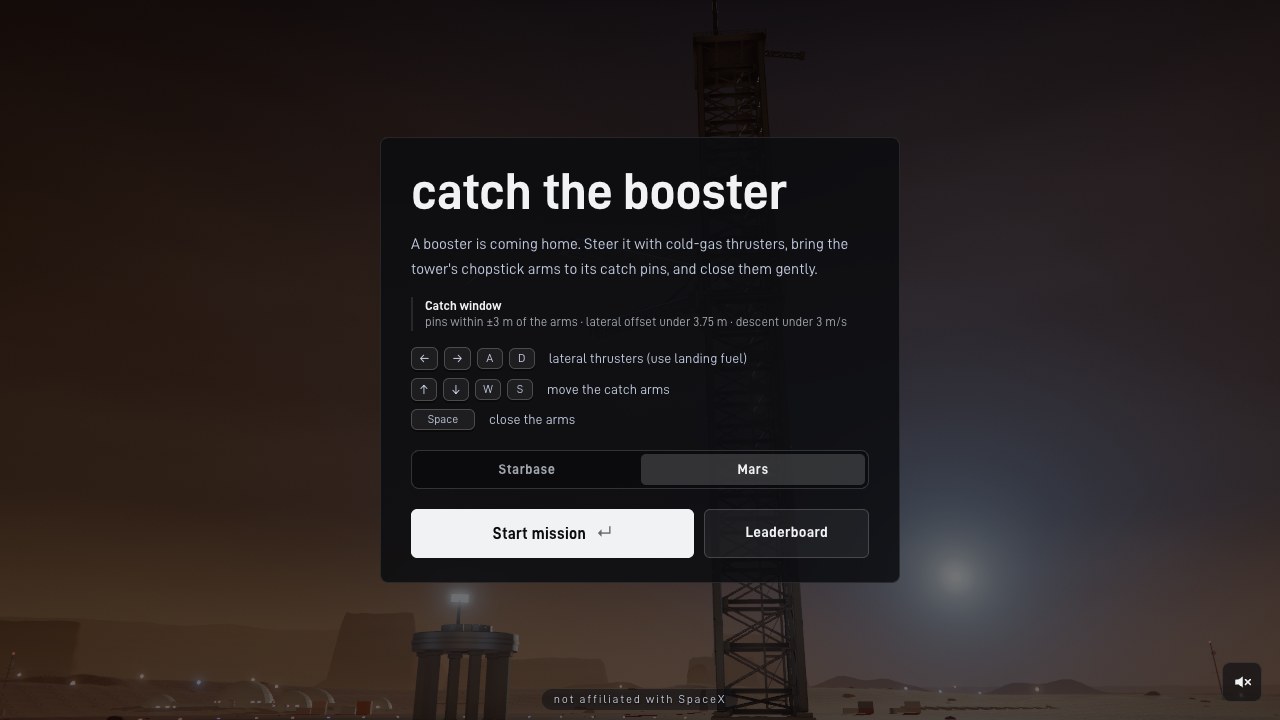 catch the booster
A booster is coming home. Steer it with cold-gas thrusters, bring the
tower's chopstick arms to its catch pins, and close them gently.
Catch window
pins within ±3 m of the arms · lateral offset under 3.75 m · descent under 3 m/s
← → A D lateral thrusters (use landing fuel)
↑ ↓ W S move the catch arms
Space close the arms
Starbase Mars
Start mission ↵ Leaderboard
not affiliated with SpaceX